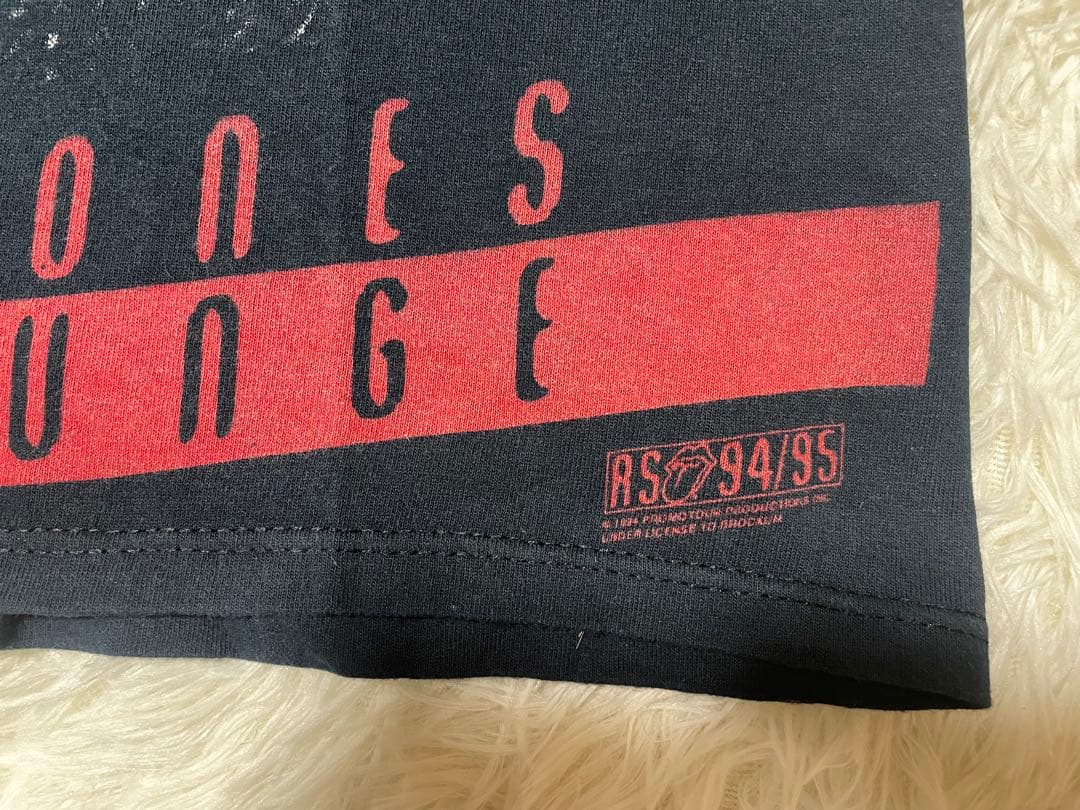 ONES
UNGE
RS 94/95
© 1994 PROMOTOUR PRODUCTIONS INC.
UNDER LICENSE TO BROCKUM